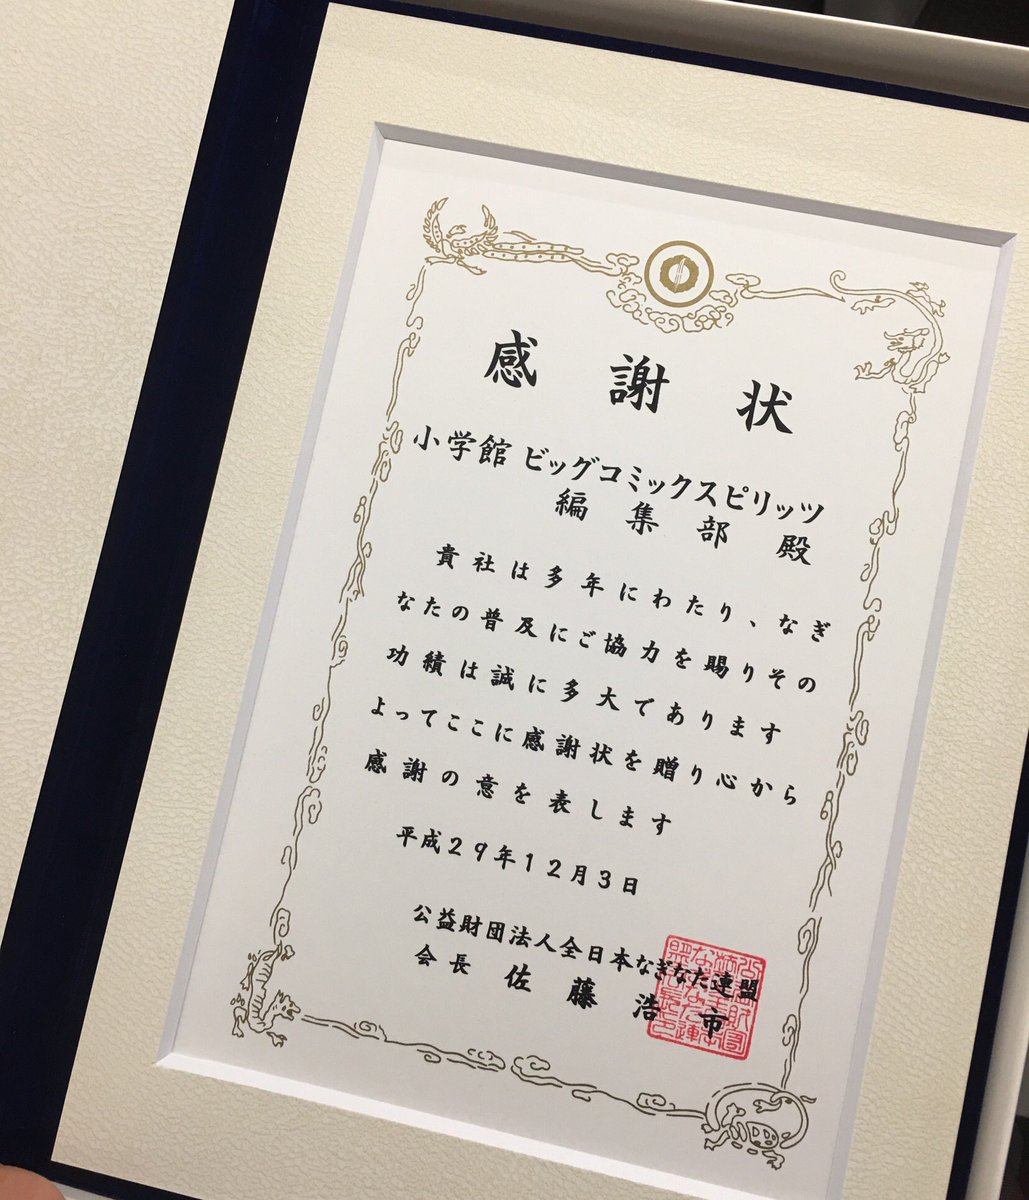 感謝状
小学館 ビッグコミックスピリッツ
編集部殿
貴社は多年にわたり、なぎ
なたの普及にご協力を賜りその
功績は誠に多大であります
よってここに感謝状を贈り心から
感謝の意を表します
平成29年12月3日
公益財団法人全日本なぎなた連盟
会長 佐藤浩市